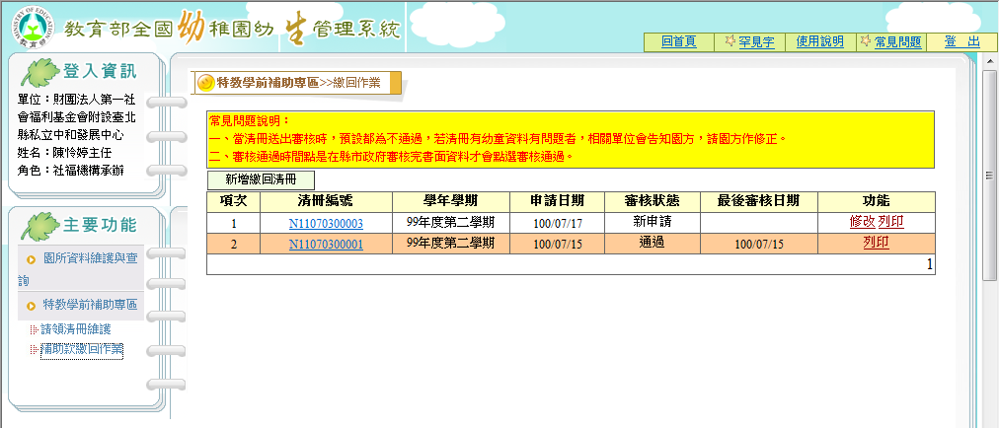 MINISTRY OF EDUCATION
教育部
教育部全國幼稚園幼生管理系統
回首頁 罕見字 使用說明 常見問題 登 出
登入資訊
單位：財團法人第一社
會福利基金會附設臺北
縣私立中和發展中心
姓名：陳怜婷主任
角色：社福機構承辦
主要功能
園所資料維護與查
詢
特教學前補助專區
請領清冊維護
補助款繳回作業
特教學前補助專區>>繳回作業
常見問題說明：
一、當清冊送出審核時，預設都為不通過，若清冊有幼童資料有問題者，相關單位會告知園方，請園方作修正。
二、審核通過時間點是在縣市政府審核完書面資料才會點選審核通過。
新增繳回清冊
項次 清冊編號 學年學期 申請日期 審核狀態 最後審核日期 功能
1 N11070300003 99年度第二學期 100/07/17 新申請 修改 列印
2 N11070300001 99年度第二學期 100/07/15 通過 100/07/15 列印
1